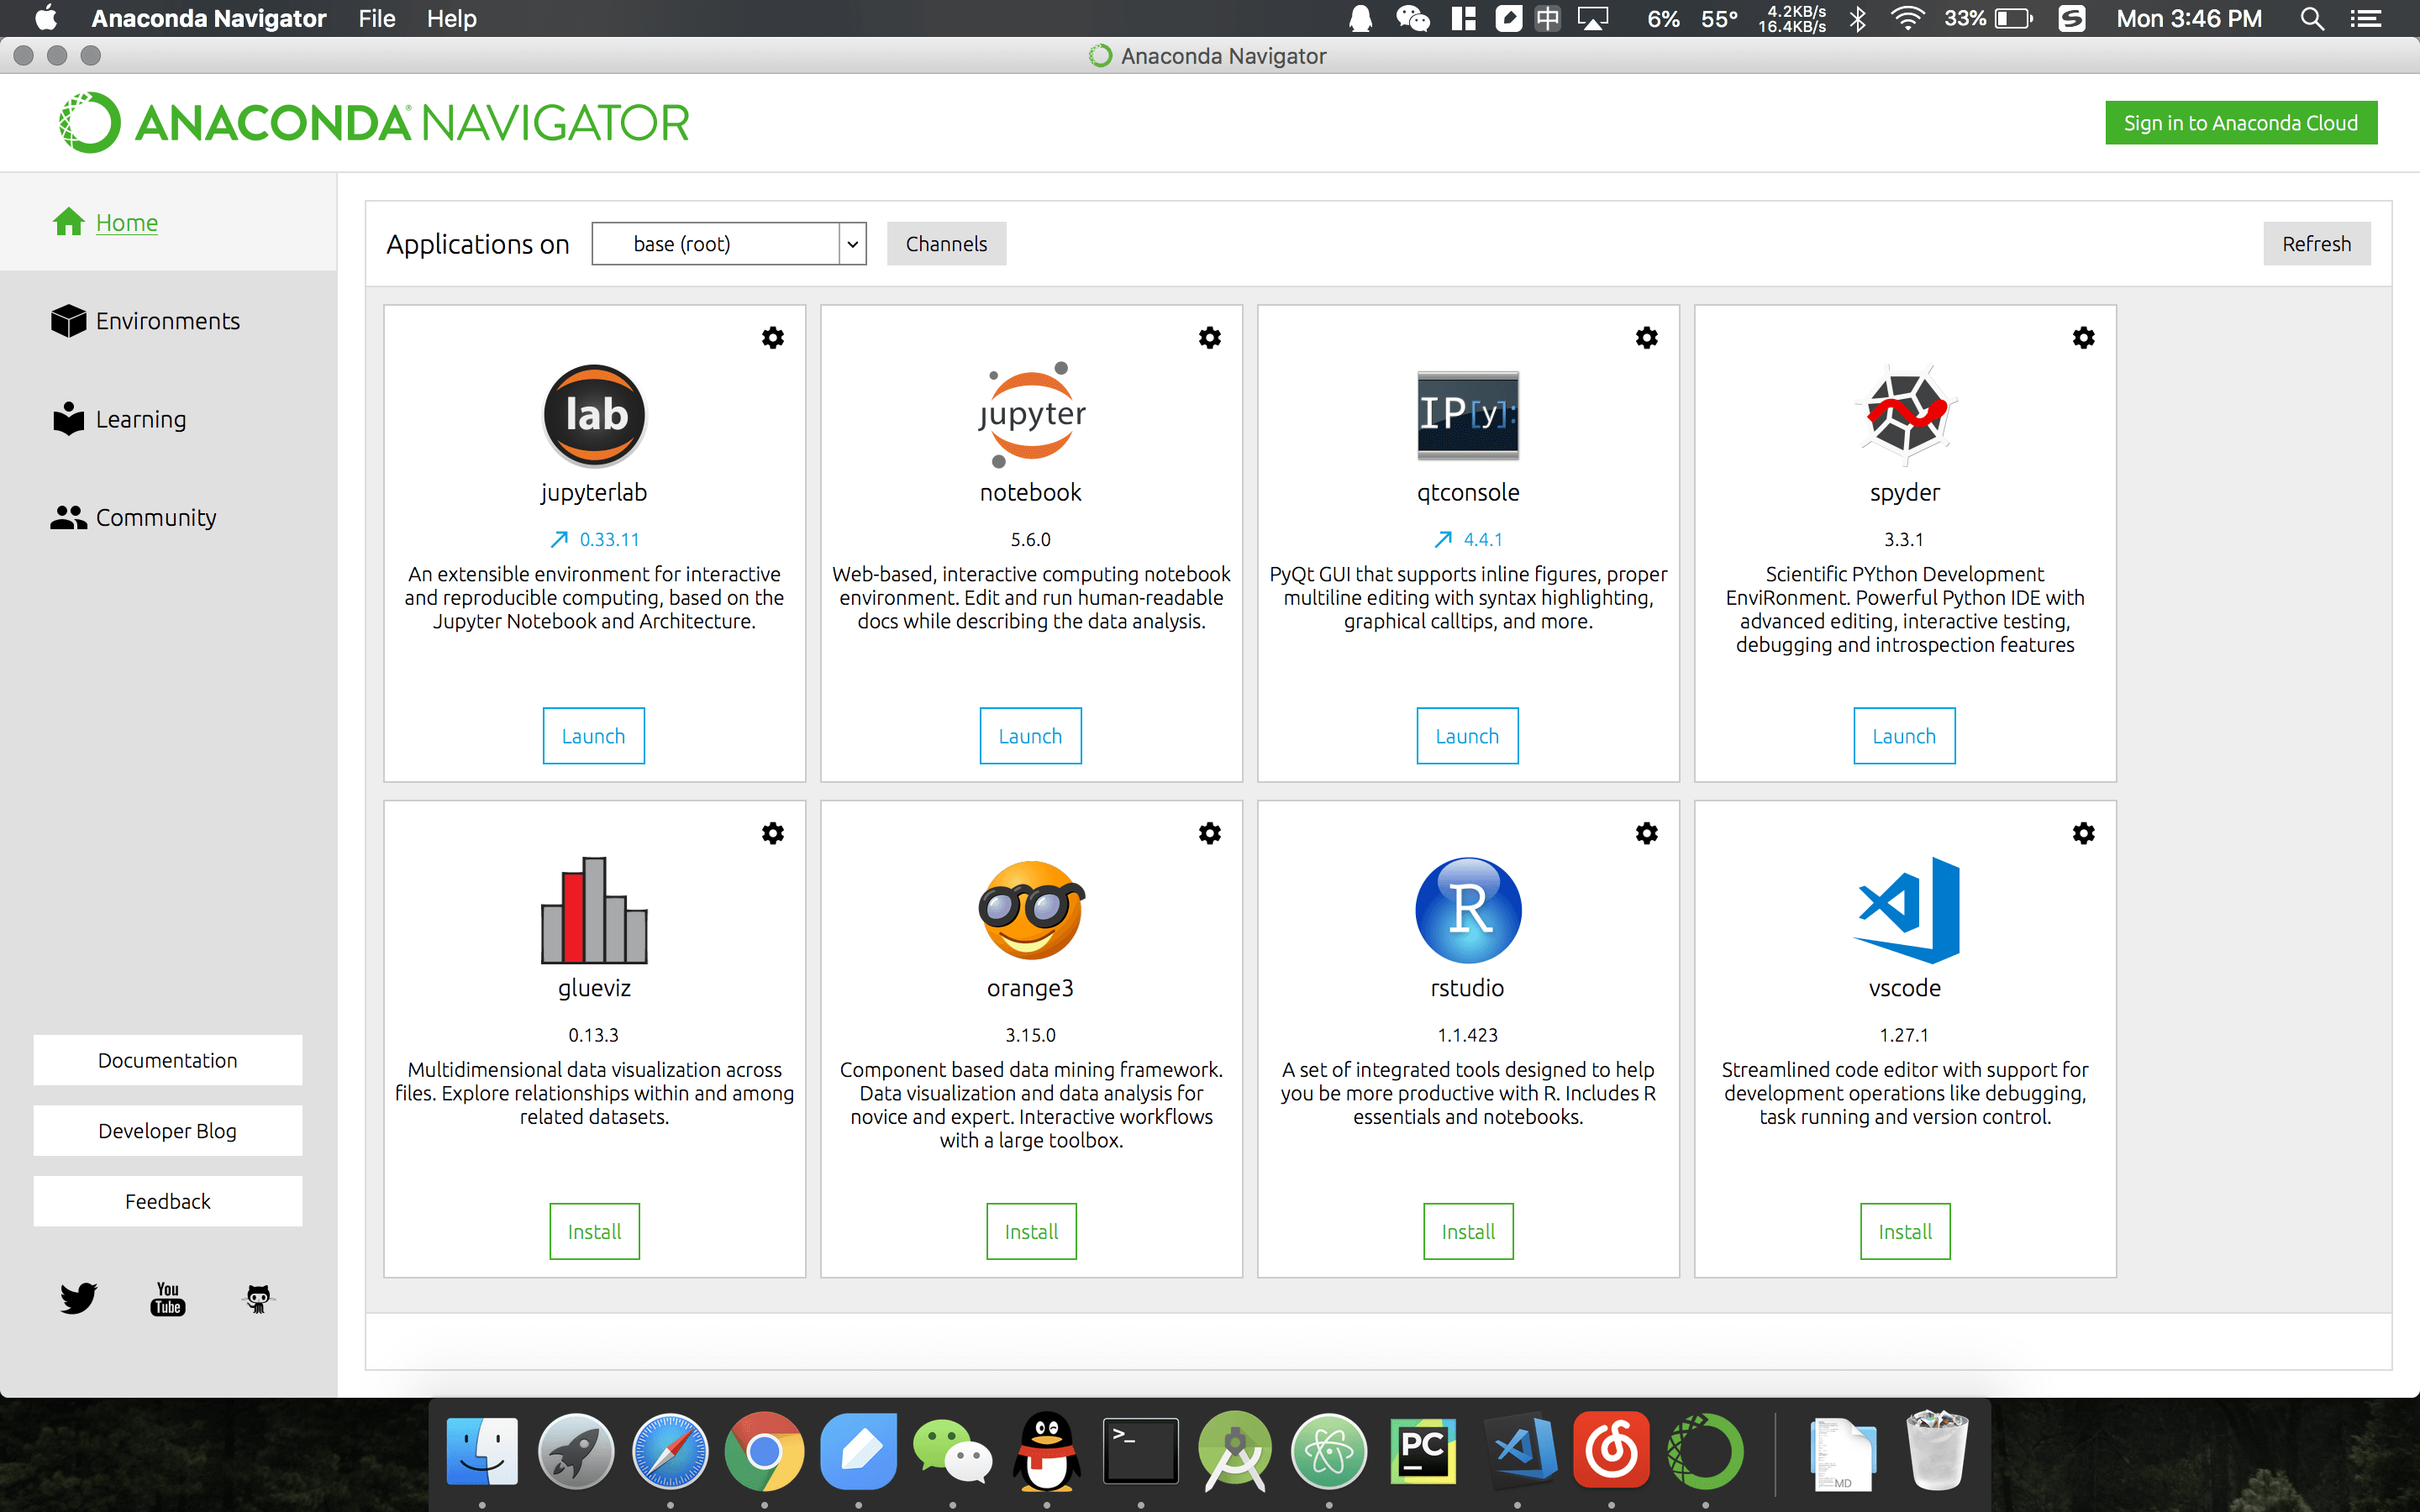 Anaconda Navigator File Help 中 6% 55° 4.2KB/s 16.4KB/s 33% S Mon 3:46 PM
Anaconda Navigator
ANACONDA NAVIGATOR
Sign in to Anaconda Cloud
Home
Environments
Learning
Community
Documentation
Developer Blog
Feedback
You
Tube
Applications on base (root) Channels Refresh
lab
jupyterlab
0.33.11
An extensible environment for interactive
and reproducible computing, based on the
Jupyter Notebook and Architecture.
Launch
jupyter
notebook
5.6.0
Web-based, interactive computing notebook
environment. Edit and run human-readable
docs while describing the data analysis.
Launch
IP[y]:
qtconsole
4.4.1
PyQt GUI that supports inline figures, proper
multiline editing with syntax highlighting,
graphical calltips, and more.
Launch
spyder
3.3.1
Scientific PYthon Development
EnviRonment. Powerful Python IDE with
advanced editing, interactive testing,
debugging and introspection features
Launch
glueviz
0.13.3
Multidimensional data visualization across
files. Explore relationships within and among
related datasets.
Install
orange3
3.15.0
Component based data mining framework.
Data visualization and data analysis for
novice and expert. Interactive workflows
with a large toolbox.
Install
R
rstudio
1.1.423
A set of integrated tools designed to help
you be more productive with R. Includes R
essentials and notebooks.
Install
vscode
1.27.1
Streamlined code editor with support for
development operations like debugging,
task running and version control.
Install
>_
PC
MD